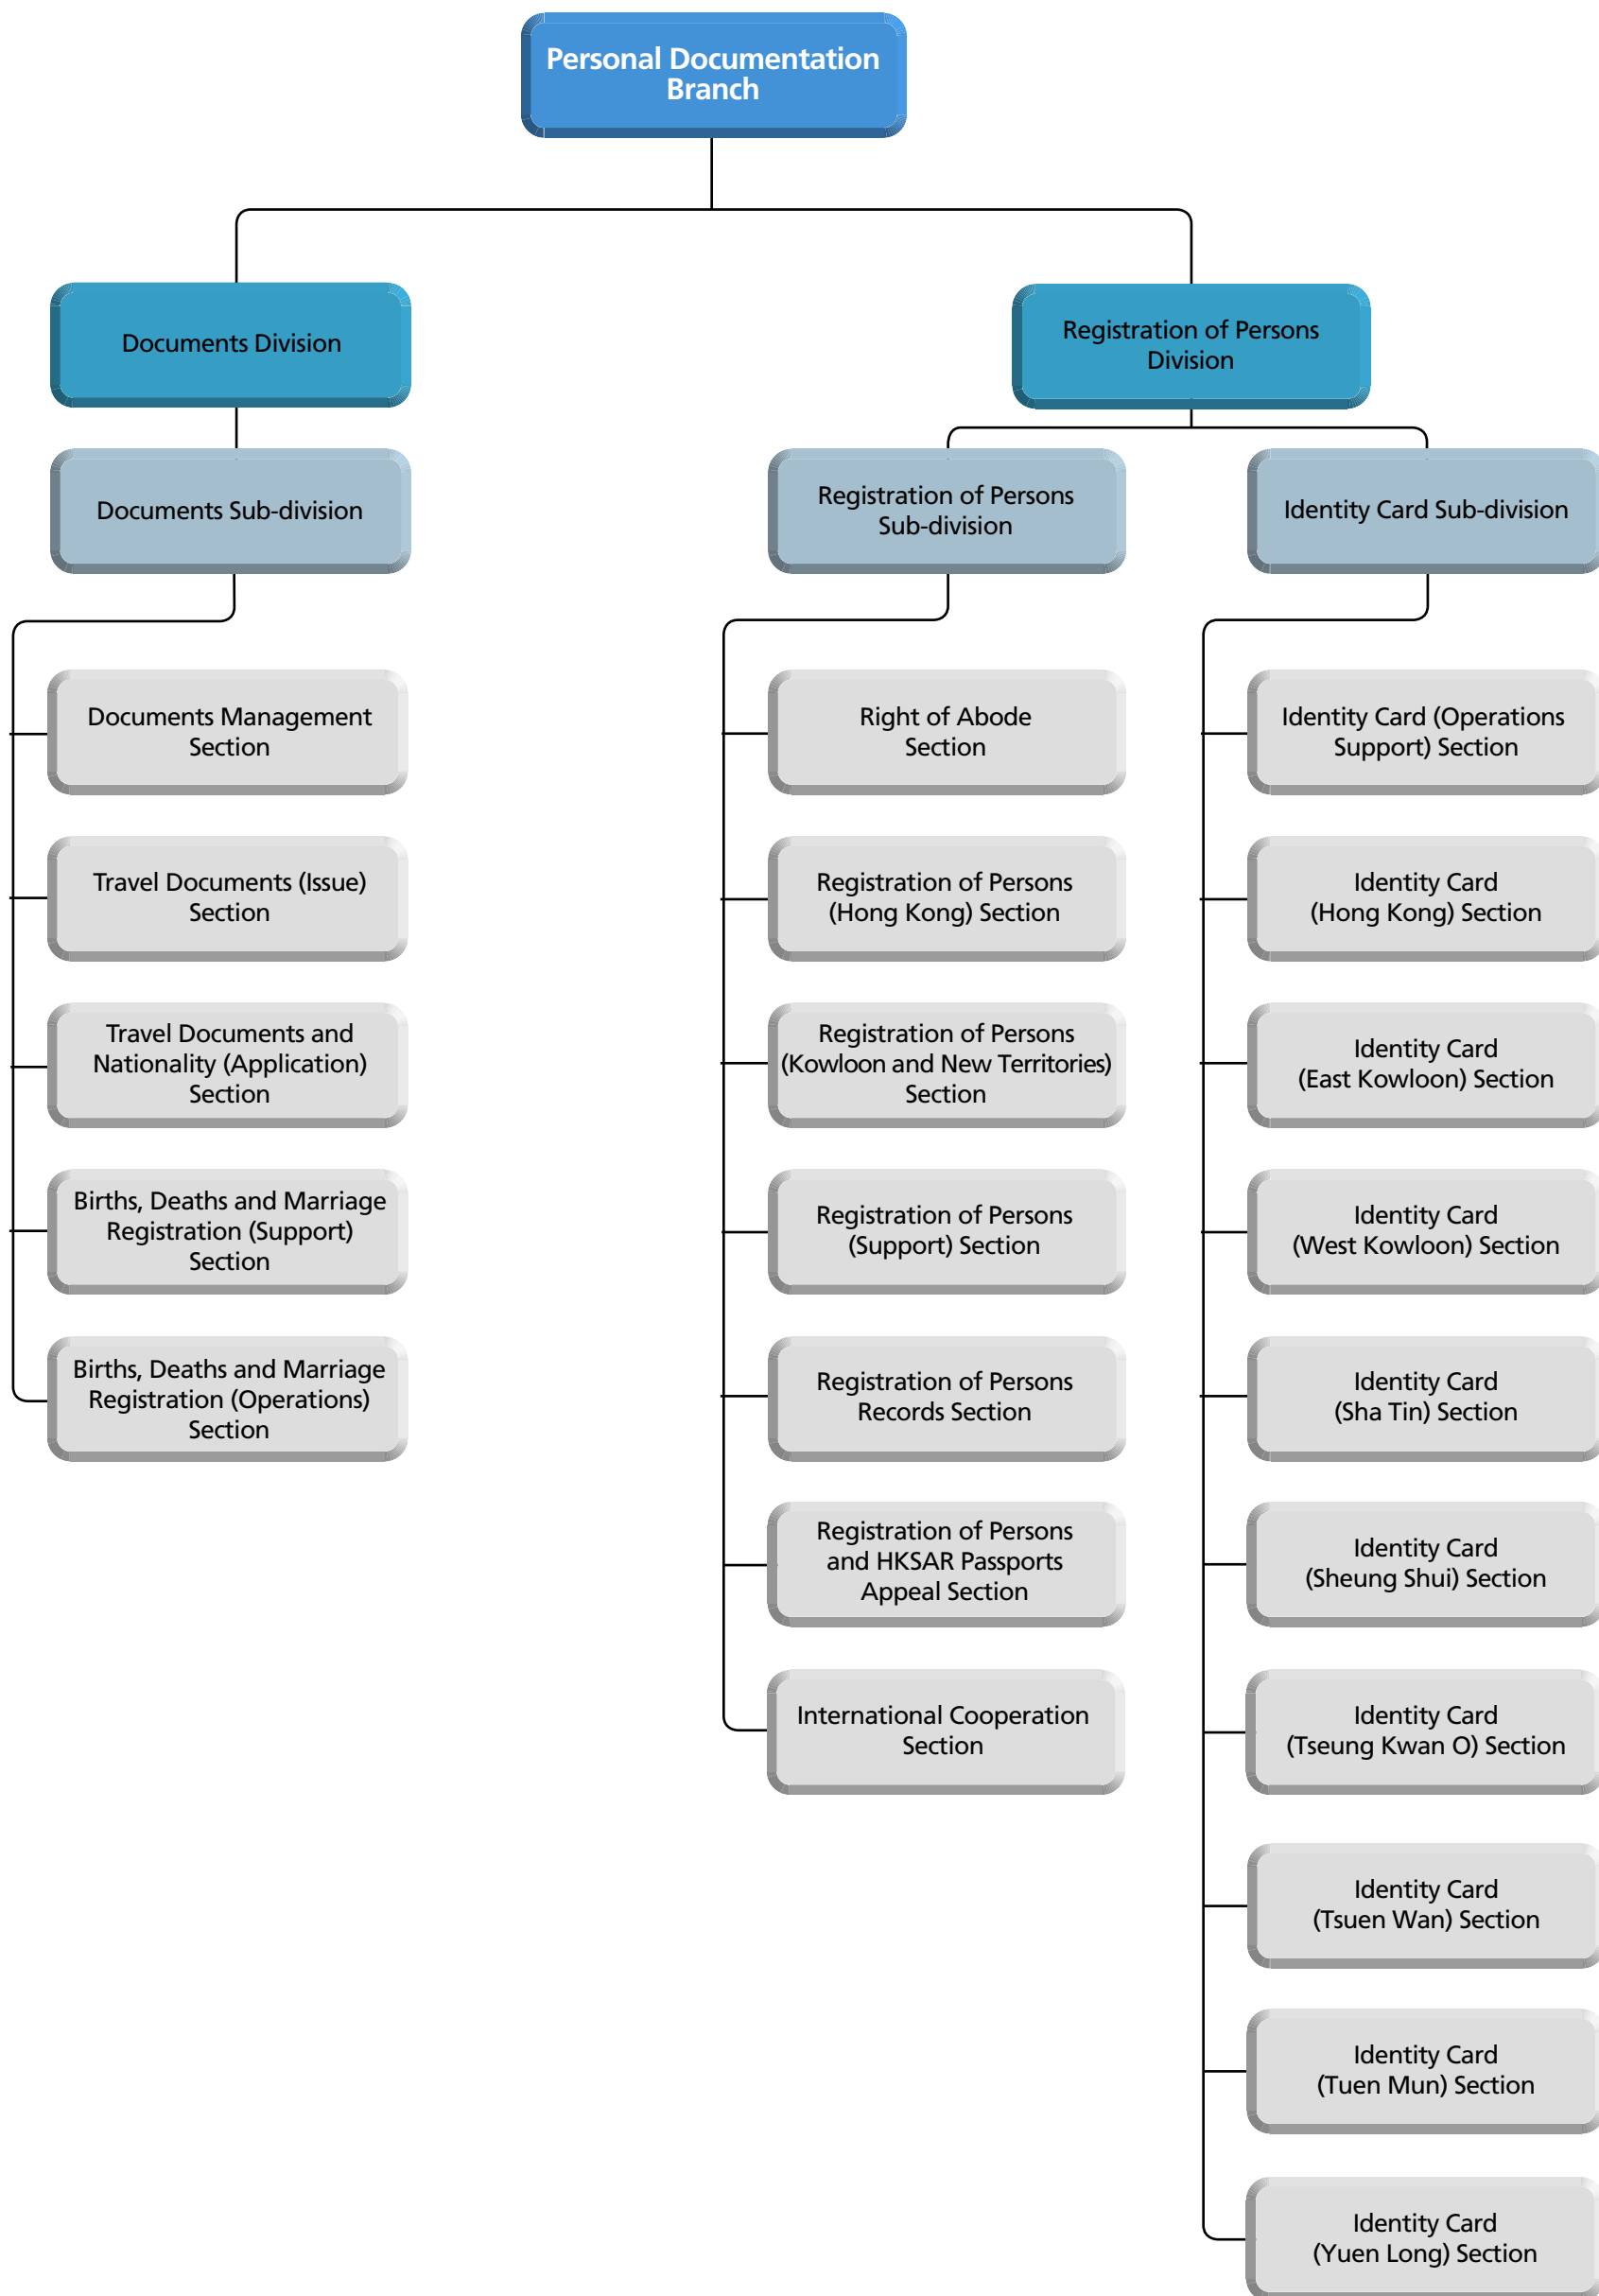 Personal Documentation
Branch
Documents Division
Registration of Persons
Division
Documents Sub-division
Registration of Persons
Sub-division
Identity Card Sub-division
Documents Management
Section
Travel Documents (Issue)
Section
Travel Documents and
Nationality (Application)
Section
Births, Deaths and Marriage
Registration (Support)
Section
Births, Deaths and Marriage
Registration (Operations)
Section
Right of Abode
Section
Registration of Persons
(Hong Kong) Section
Registration of Persons
(Kowloon and New Territories)
Section
Registration of Persons
(Support) Section
Registration of Persons
Records Section
Registration of Persons
and HKSAR Passports
Appeal Section
International Cooperation
Section
Identity Card (Operations
Support) Section
Identity Card
(Hong Kong) Section
Identity Card
(East Kowloon) Section
Identity Card
(West Kowloon) Section
Identity Card
(Sha Tin) Section
Identity Card
(Sheung Shui) Section
Identity Card
(Tseung Kwan O) Section
Identity Card
(Tsuen Wan) Section
Identity Card
(Tuen Mun) Section
Identity Card
(Yuen Long) Section